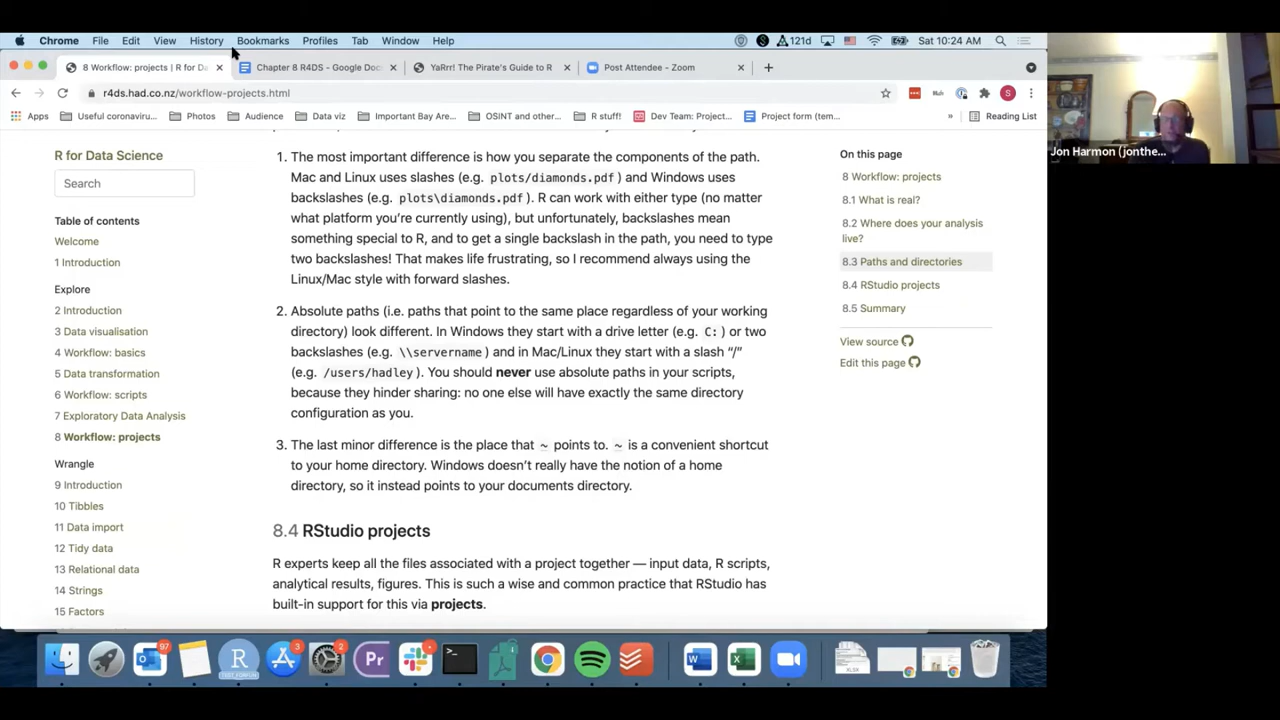 Chrome File Edit View History Bookmarks Profiles Tab Window Help 121d Sat 10:24 AM
8 Workflow: projects | R for Da Chapter 8 R4DS - Google Doc YaRrr! The Pirate's Guide to R Post Attendee - Zoom
r4ds.had.co.nz/workflow-projects.html
Apps Useful coronaviru... Photos Audience Data viz Important Bay Are... OSINT and other... R stuff! Dev Team: Project... Project form (tem... » Reading List
Jon Harmon (jonthe...
R for Data Science
Search
Table of contents
Welcome
1 Introduction
Explore
2 Introduction
3 Data visualisation
4 Workflow: basics
5 Data transformation
6 Workflow: scripts
7 Exploratory Data Analysis
8 Workflow: projects
Wrangle
9 Introduction
10 Tibbles
11 Data import
12 Tidy data
13 Relational data
14 Strings
15 Factors
1. The most important difference is how you separate the components of the path.
Mac and Linux uses slashes (e.g. plots/diamonds.pdf) and Windows uses
backslashes (e.g. plots\diamonds.pdf). R can work with either type (no matter
what platform you're currently using), but unfortunately, backslashes mean
something special to R, and to get a single backslash in the path, you need to type
two backslashes! That makes life frustrating, so I recommend always using the
Linux/Mac style with forward slashes.
2. Absolute paths (i.e. paths that point to the same place regardless of your working
directory) look different. In Windows they start with a drive letter (e.g. C:) or two
backslashes (e.g. \\servername) and in Mac/Linux they start with a slash “/”
(e.g. /users/hadley). You should never use absolute paths in your scripts,
because they hinder sharing: no one else will have exactly the same directory
configuration as you.
3. The last minor difference is the place that ~ points to. ~ is a convenient shortcut
to your home directory. Windows doesn’t really have the notion of a home
directory, so it instead points to your documents directory.
8.4 RStudio projects
R experts keep all the files associated with a project together — input data, R scripts,
analytical results, figures. This is such a wise and common practice that RStudio has
built-in support for this via projects.
On this page
8 Workflow: projects
8.1 What is real?
8.2 Where does your analysis
live?
8.3 Paths and directories
8.4 RStudio projects
8.5 Summary
View source
Edit this page
97 R 3 2 Pr W X